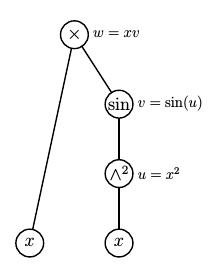 × w = xv
sin v = sin(u)
∧² u = x²
x x